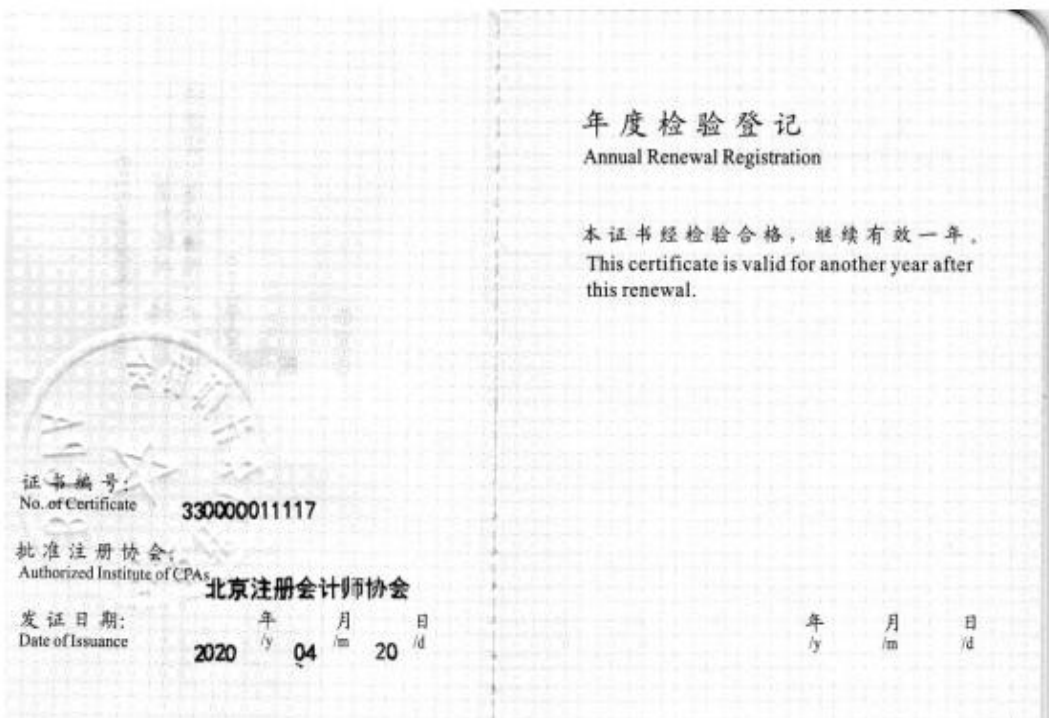 证书编号:
No. of Certificate
330000011117
批准注册协会:
Authorized Institute of CPAs
北京注册会计师协会
发证日期:
Date of Issuance
2020 年 /y 04 月 /m 20 日 /d
年度检验登记
Annual Renewal Registration
本证书经检验合格，继续有效一年。
This certificate is valid for another year after
this renewal.
年 月 日
/y /m /d